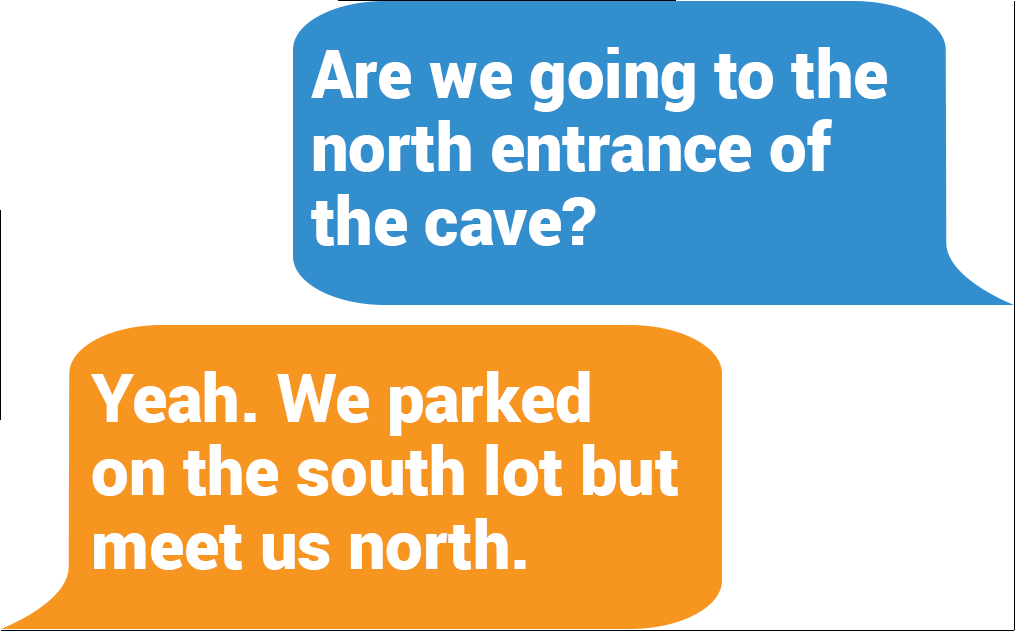 Are we going to the
north entrance of
the cave?
Yeah. We parked
on the south lot but
meet us north.